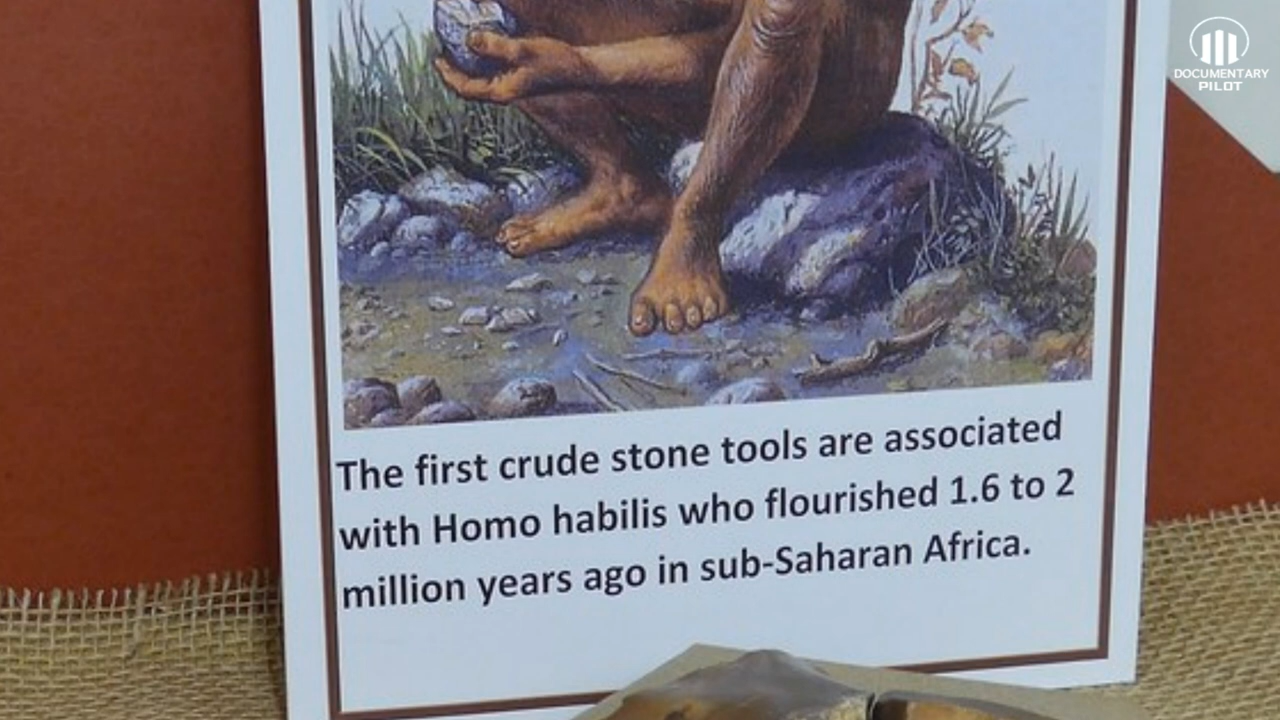 DOCUMENTARY
PILOT
The first crude stone tools are associated
with Homo habilis who flourished 1.6 to 2
million years ago in sub-Saharan Africa.